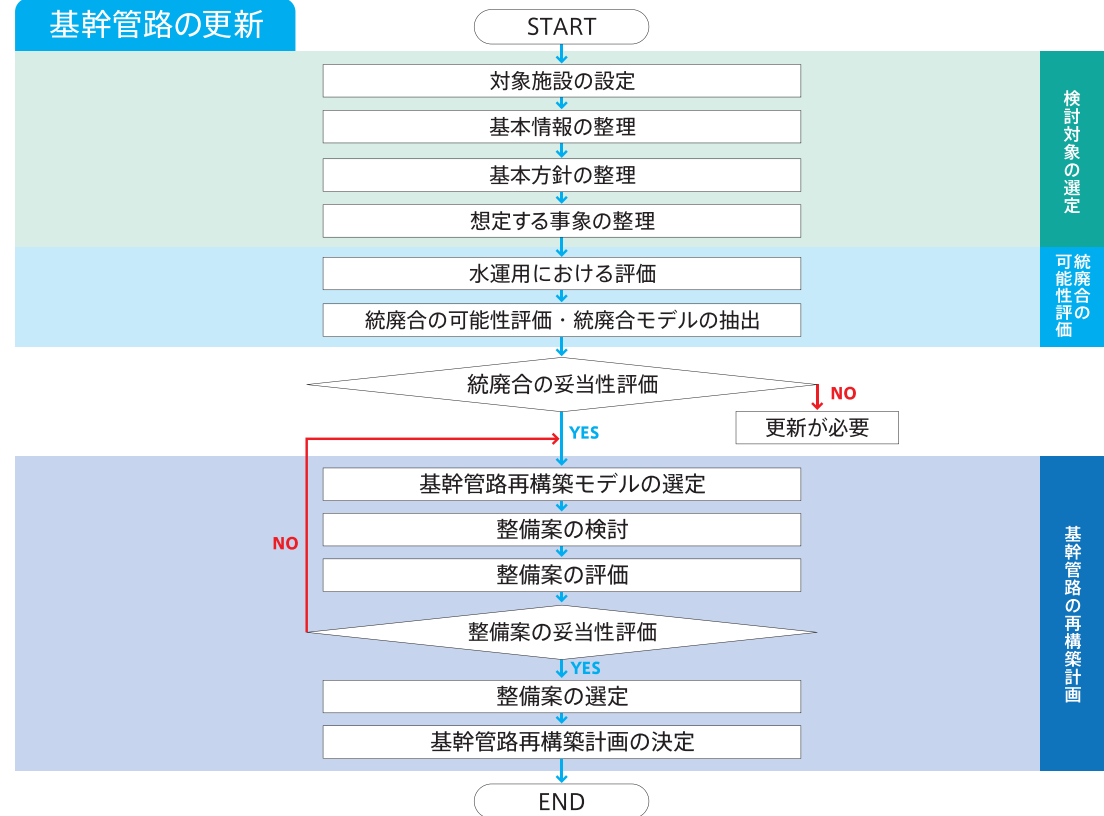 基幹管路の更新
START
対象施設の設定
基本情報の整理
基本方針の整理
想定する事象の整理
検討対象の選定
水運用における評価
統廃合の可能性評価・統廃合モデルの抽出
統廃合の
可能性評価
統廃合の妥当性評価
NO
更新が必要
YES
基幹管路再構築モデルの選定
整備案の検討
NO
整備案の評価
整備案の妥当性評価
YES
整備案の選定
基幹管路再構築計画の決定
基幹管路の再構築計画
END